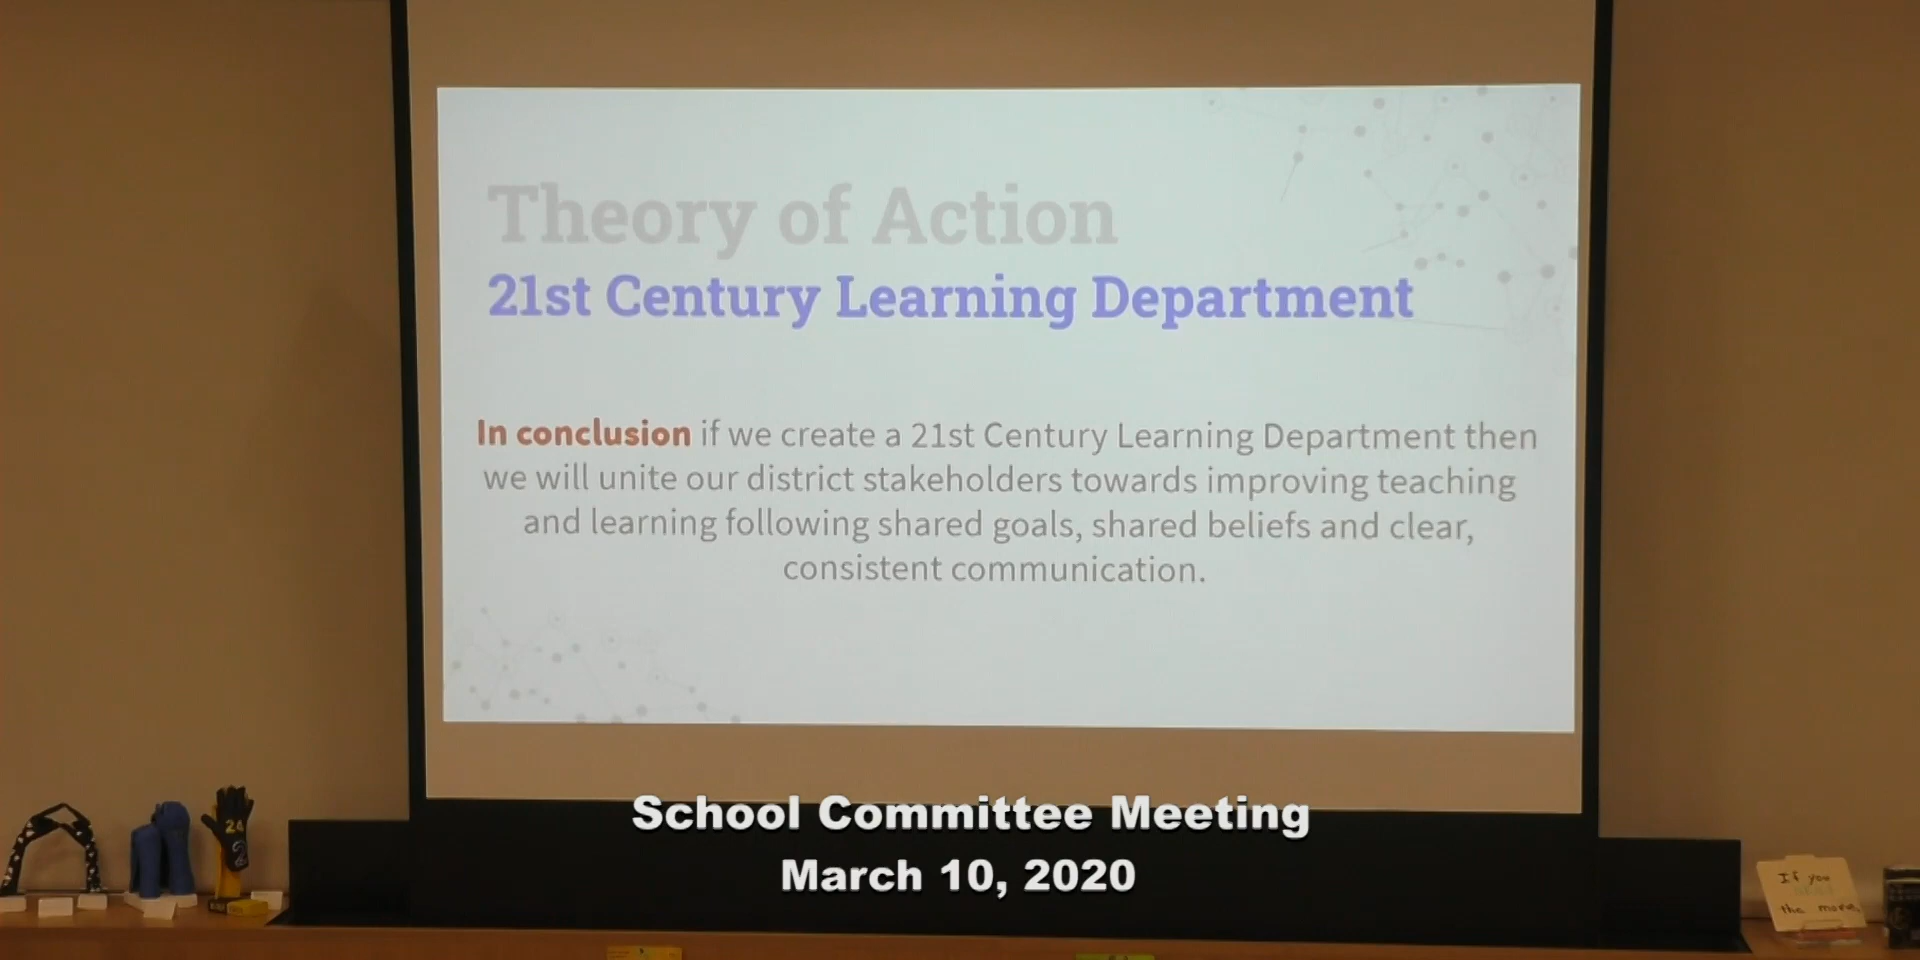 Theory of Action
21st Century Learning Department
In conclusion if we create a 21st Century Learning Department then
we will unite our district stakeholders towards improving teaching
and learning following shared goals, shared beliefs and clear,
consistent communication.
School Committee Meeting
March 10, 2020
24
If you
the move